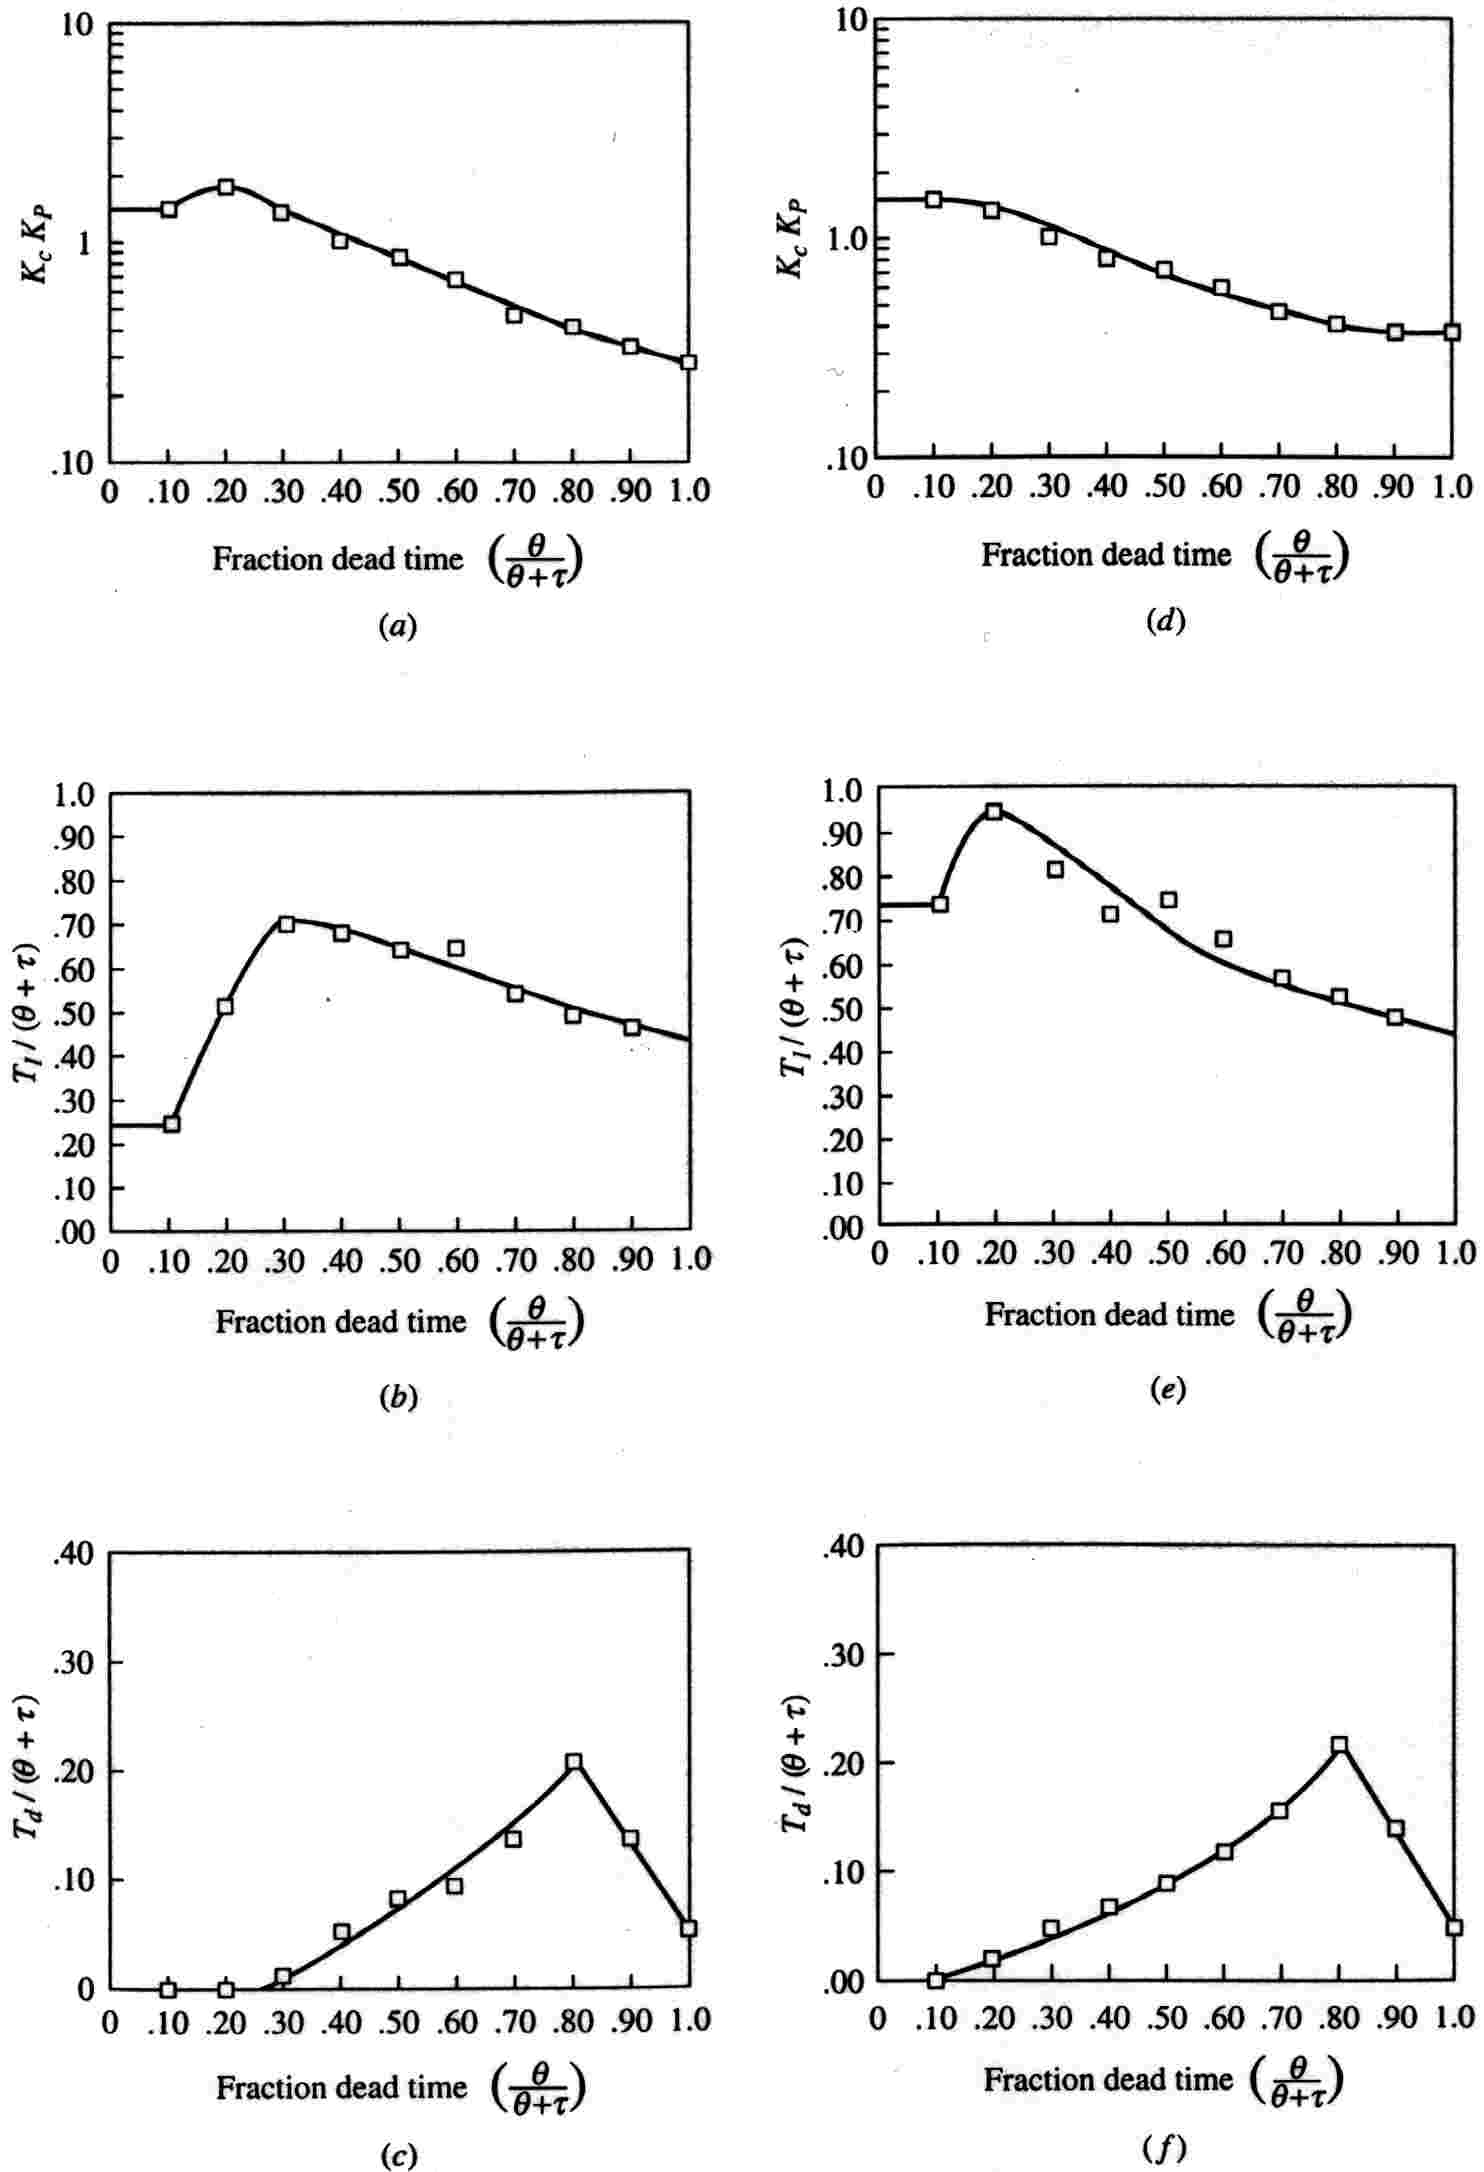 10
1
.10
K_c K_P
0 .10 .20 .30 .40 .50 .60 .70 .80 .90 1.0
Fraction dead time (θ/(θ+τ))
(a)
10
1.0
.10
K_c K_P
0 .10 .20 .30 .40 .50 .60 .70 .80 .90 1.0
Fraction dead time (θ/(θ+τ))
(d)
1.0
.90
.80
.70
.60
.50
.40
.30
.20
.10
.00
T_I / (θ + τ)
0 .10 .20 .30 .40 .50 .60 .70 .80 .90 1.0
Fraction dead time (θ/(θ+τ))
(b)
1.0
.90
.80
.70
.60
.50
.40
.30
.20
.10
.00
T_I / (θ + τ)
0 .10 .20 .30 .40 .50 .60 .70 .80 .90 1.0
Fraction dead time (θ/(θ+τ))
(e)
.40
.30
.20
.10
0
T_d / (θ + τ)
0 .10 .20 .30 .40 .50 .60 .70 .80 .90 1.0
Fraction dead time (θ/(θ+τ))
(c)
.40
.30
.20
.10
.00
T_d / (θ + τ)
0 .10 .20 .30 .40 .50 .60 .70 .80 .90 1.0
Fraction dead time (θ/(θ+τ))
(f)